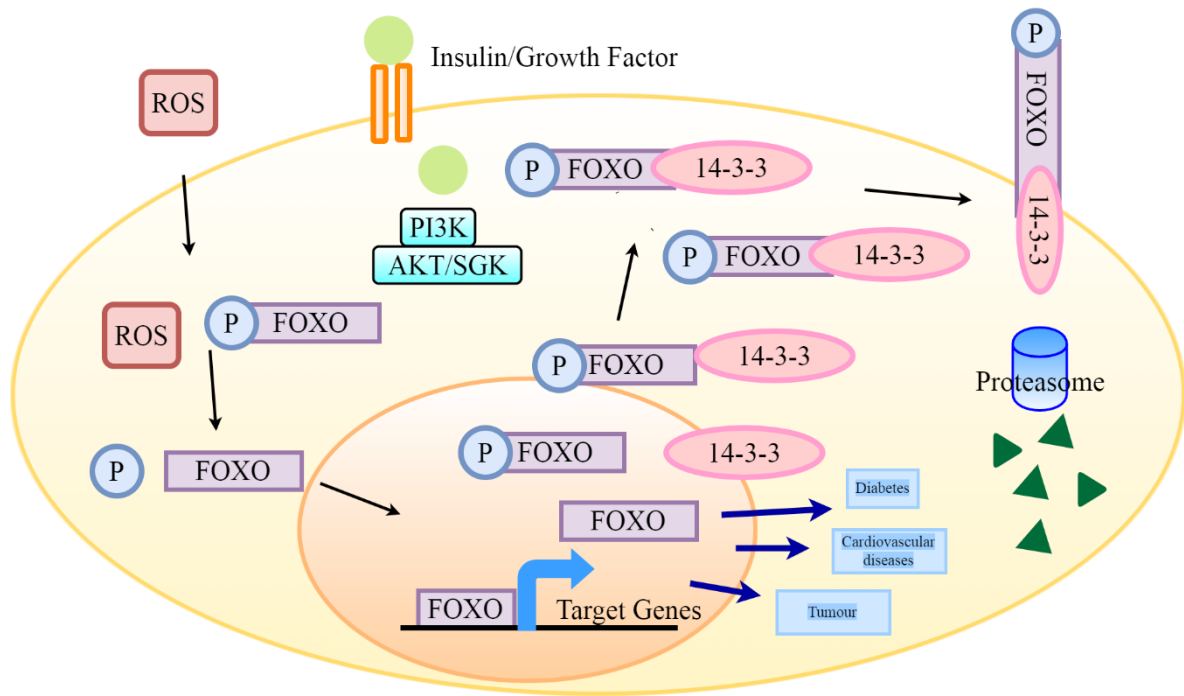 P
Insulin/Growth Factor
FOXO
ROS
P FOXO 14-3-3
14-3-3
PI3K
P FOXO 14-3-3
AKT/SGK
ROS
P FOXO
P FOXO 14-3-3
Proteasome
P FOXO 14-3-3
P FOXO
Diabetes
FOXO
Cardiovascular
diseases
FOXO Target Genes
Tumour